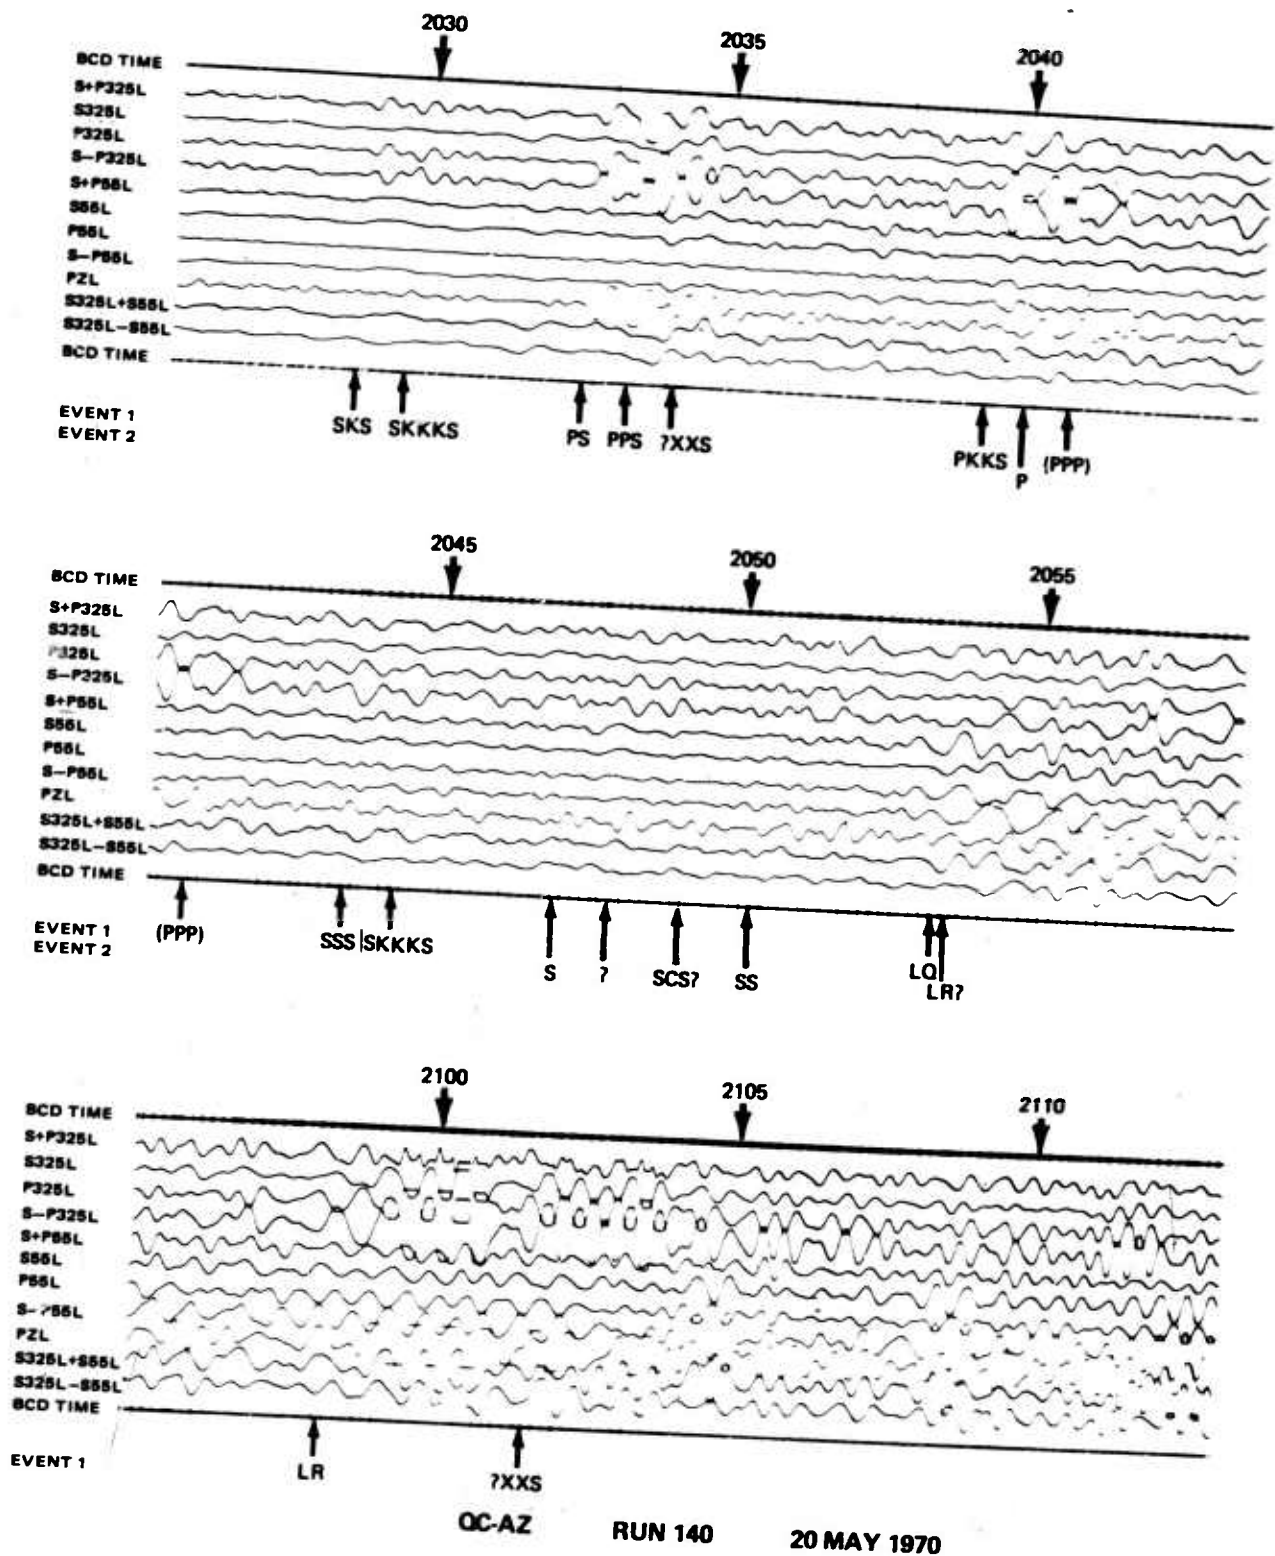 2030 2035 2040
BCD TIME
S+P325L
S325L
P325L
S-P325L
S+P55L
S55L
P55L
S-P55L
PZL
S325L+S55L
S325L-S55L
BCD TIME
EVENT 1 SKS SKKKS PS PPS ?XXS PKKS (PPP)
EVENT 2 P
2045 2050 2055
BCD TIME
S+P325L
S325L
P325L
S-P325L
S+P55L
S55L
P55L
S-P55L
PZL
S325L+S55L
S325L-S55L
BCD TIME
EVENT 1 (PPP) SSS SKKKS
EVENT 2 S ? SCS? SS LQ LR?
2100 2105 2110
BCD TIME
S+P325L
S325L
P325L
S-P325L
S+P55L
S55L
P55L
S-P55L
PZL
S325L+S55L
S325L-S55L
BCD TIME
EVENT 1 LR ?XXS
QC-AZ RUN 140 20 MAY 1970